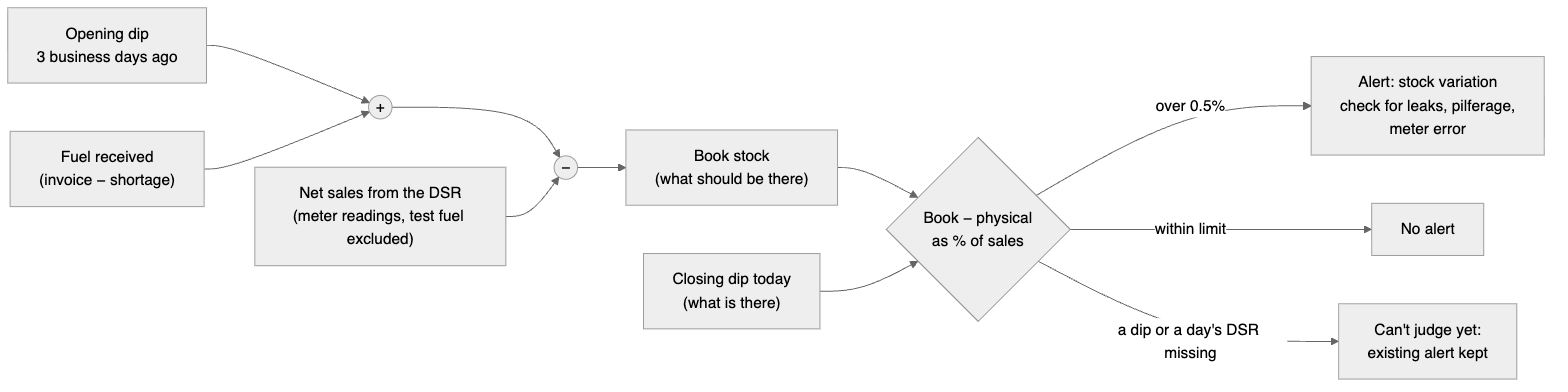 Opening dip
3 business days ago
Fuel received
(invoice – shortage)
+
Net sales from the DSR
(meter readings, test fuel
excluded)
–
Book stock
(what should be there)
Closing dip today
(what is there)
Book – physical
as % of sales
over 0.5%
Alert: stock variation
check for leaks, pilferage,
meter error
within limit
No alert
a dip or a day's DSR
missing
Can't judge yet:
existing alert kept